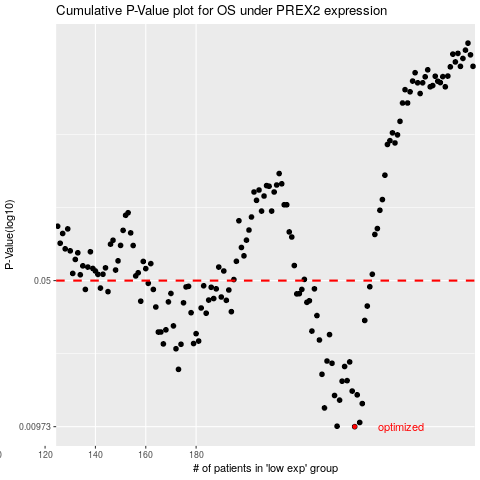 Cumulative P-Value plot for OS under PREX2 expression
P-Value(log10)
0.05
0.00973
optimized
0 120 140 160 180
# of patients in 'low exp' group